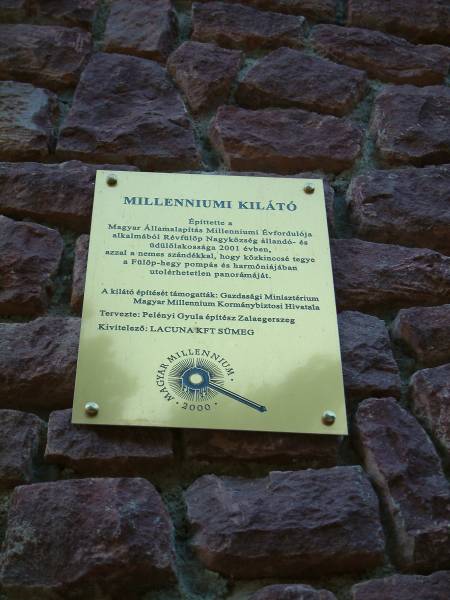 MILLENNIUMI KILÁTÓ
Építtette a
Magyar Államalapítás Millenniumi Évfordulója
alkalmából Révfülöp Nagyközség állandó- és
üdülőlakossága 2001 évben,
azzal a nemes szándékkal, hogy közkinccsé tegye
a Fülöp-hegy pompás és harmóniájában
utolérhetetlen panorámáját.
A kilátó építését támogatták: Gazdasági Minisztérium
Magyar Millennium Kormánybiztosi Hivatala
Tervezte: Pelényi Gyula építész Zalaegerszeg
Kivitelező: LACUNA KFT SÜMEG
MAGYAR MILLENNIUM
· 2000 ·